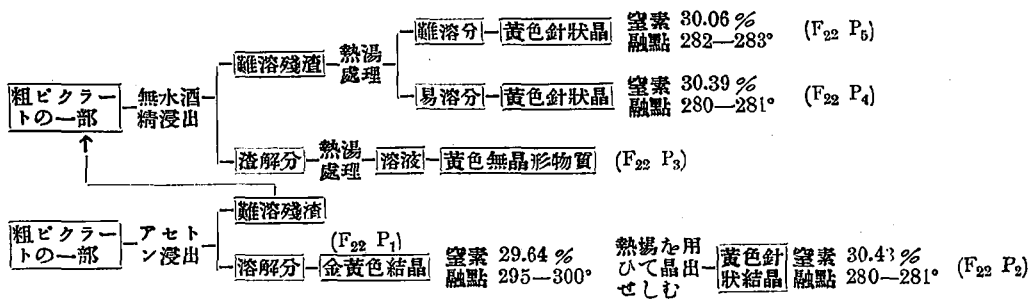 粗ピクラー
トの一部
無水酒
精浸出
難溶殘渣
熱湯
處理
難溶分
黃色針狀晶
窒素 30.06 %
融點 282—283°
(F22 P5)
易溶分
黃色針狀晶
窒素 30.39 %
融點 280—281°
(F22 P4)
渣解分
熱湯
處理
溶液
黃色無晶形物質
(F22 P3)
粗ピクラー
トの一部
アセト
ン浸出
難溶殘渣
溶解分
(F22 P1)
金黃色結晶
窒素 29.64 %
融點 295—300°
熱湯を用
ひて晶出
せしむ
黃色針
狀結晶
窒素 30.43 %
融點 280—281°
(F22 P2)